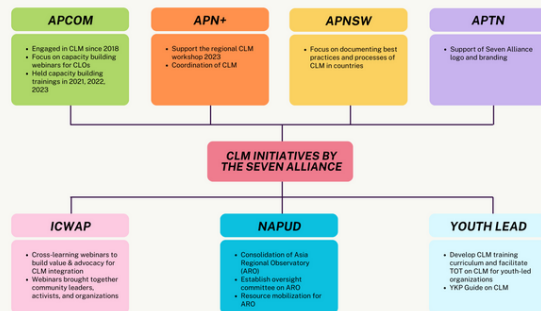 APCOM
• Engaged in CLM since 2018
• Focus on capacity building
webinars for CLOs
• Held capacity building
trainings in 2021, 2022,
2023
APN+
• Support the regional CLM
workshop 2023
• Coordination of CLM
APNSW
• Focus on documenting best
practices and processes of
CLM in countries
APTN
• Support of Seven Alliance
logo and branding
CLM INITIATIVES BY
THE SEVEN ALLIANCE
ICWAP
• Cross-learning webinars to
build value & advocacy for
CLM integration
• Webinars brought together
community leaders,
activists, and organizations
NAPUD
• Consolidation of Asia
Regional Observatory
(ARO)
• Establish oversight
committee on ARO
• Resource mobilization for
ARO
YOUTH LEAD
• Develop CLM training
curriculum and facilitate
TOT on CLM for youth-led
organizations
• YKP Guide on CLM